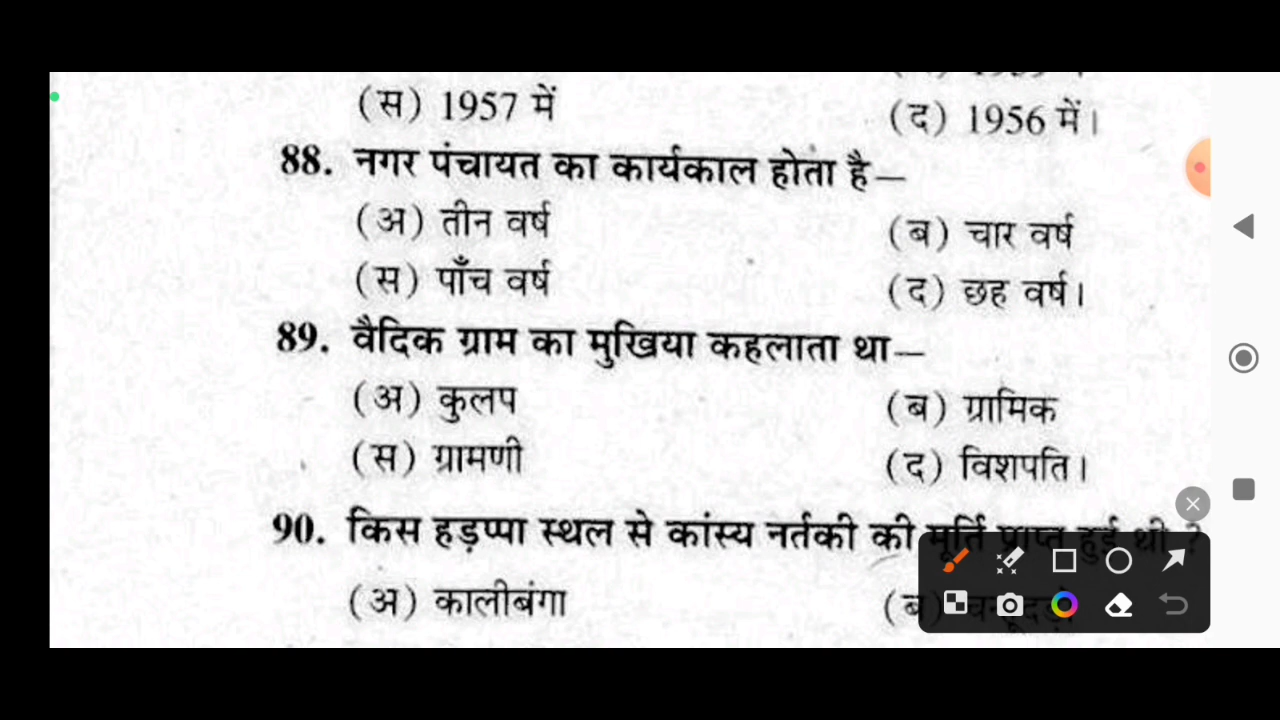 (स) 1957 में (द) 1956 में।
88. नगर पंचायत का कार्यकाल होता है—
(अ) तीन वर्ष (ब) चार वर्ष
(स) पाँच वर्ष (द) छह वर्ष।
89. वैदिक ग्राम का मुखिया कहलाता था—
(अ) कुलप (ब) ग्रामिक
(स) ग्रामणी (द) विशपति।
90. किस हड़प्पा स्थल से कांस्य नर्तकी की मूर्ति प्राप्त हुई थी ?
(अ) कालीबंगा (ब)